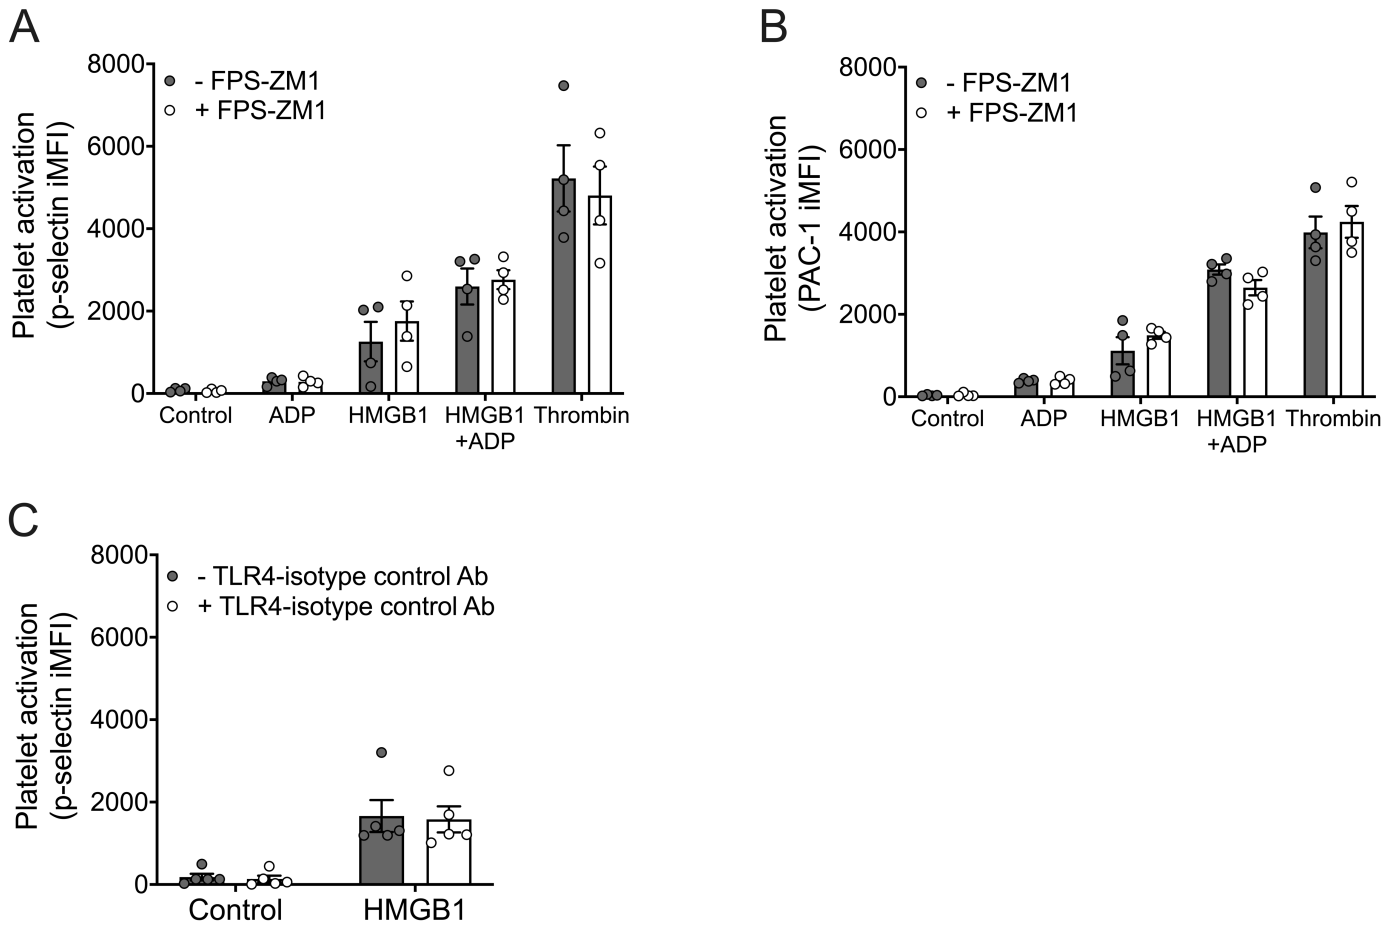 A
Platelet activation
(p-selectin iMFI)
8000
6000
4000
2000
0
- FPS-ZM1
+ FPS-ZM1
Control
ADP
HMGB1
HMGB1
+ADP
Thrombin
B
Platelet activation
(PAC-1 iMFI)
8000
6000
4000
2000
0
- FPS-ZM1
+ FPS-ZM1
Control
ADP
HMGB1
HMGB1
+ADP
Thrombin
C
Platelet activation
(p-selectin iMFI)
8000
6000
4000
2000
0
- TLR4-isotype control Ab
+ TLR4-isotype control Ab
Control
HMGB1